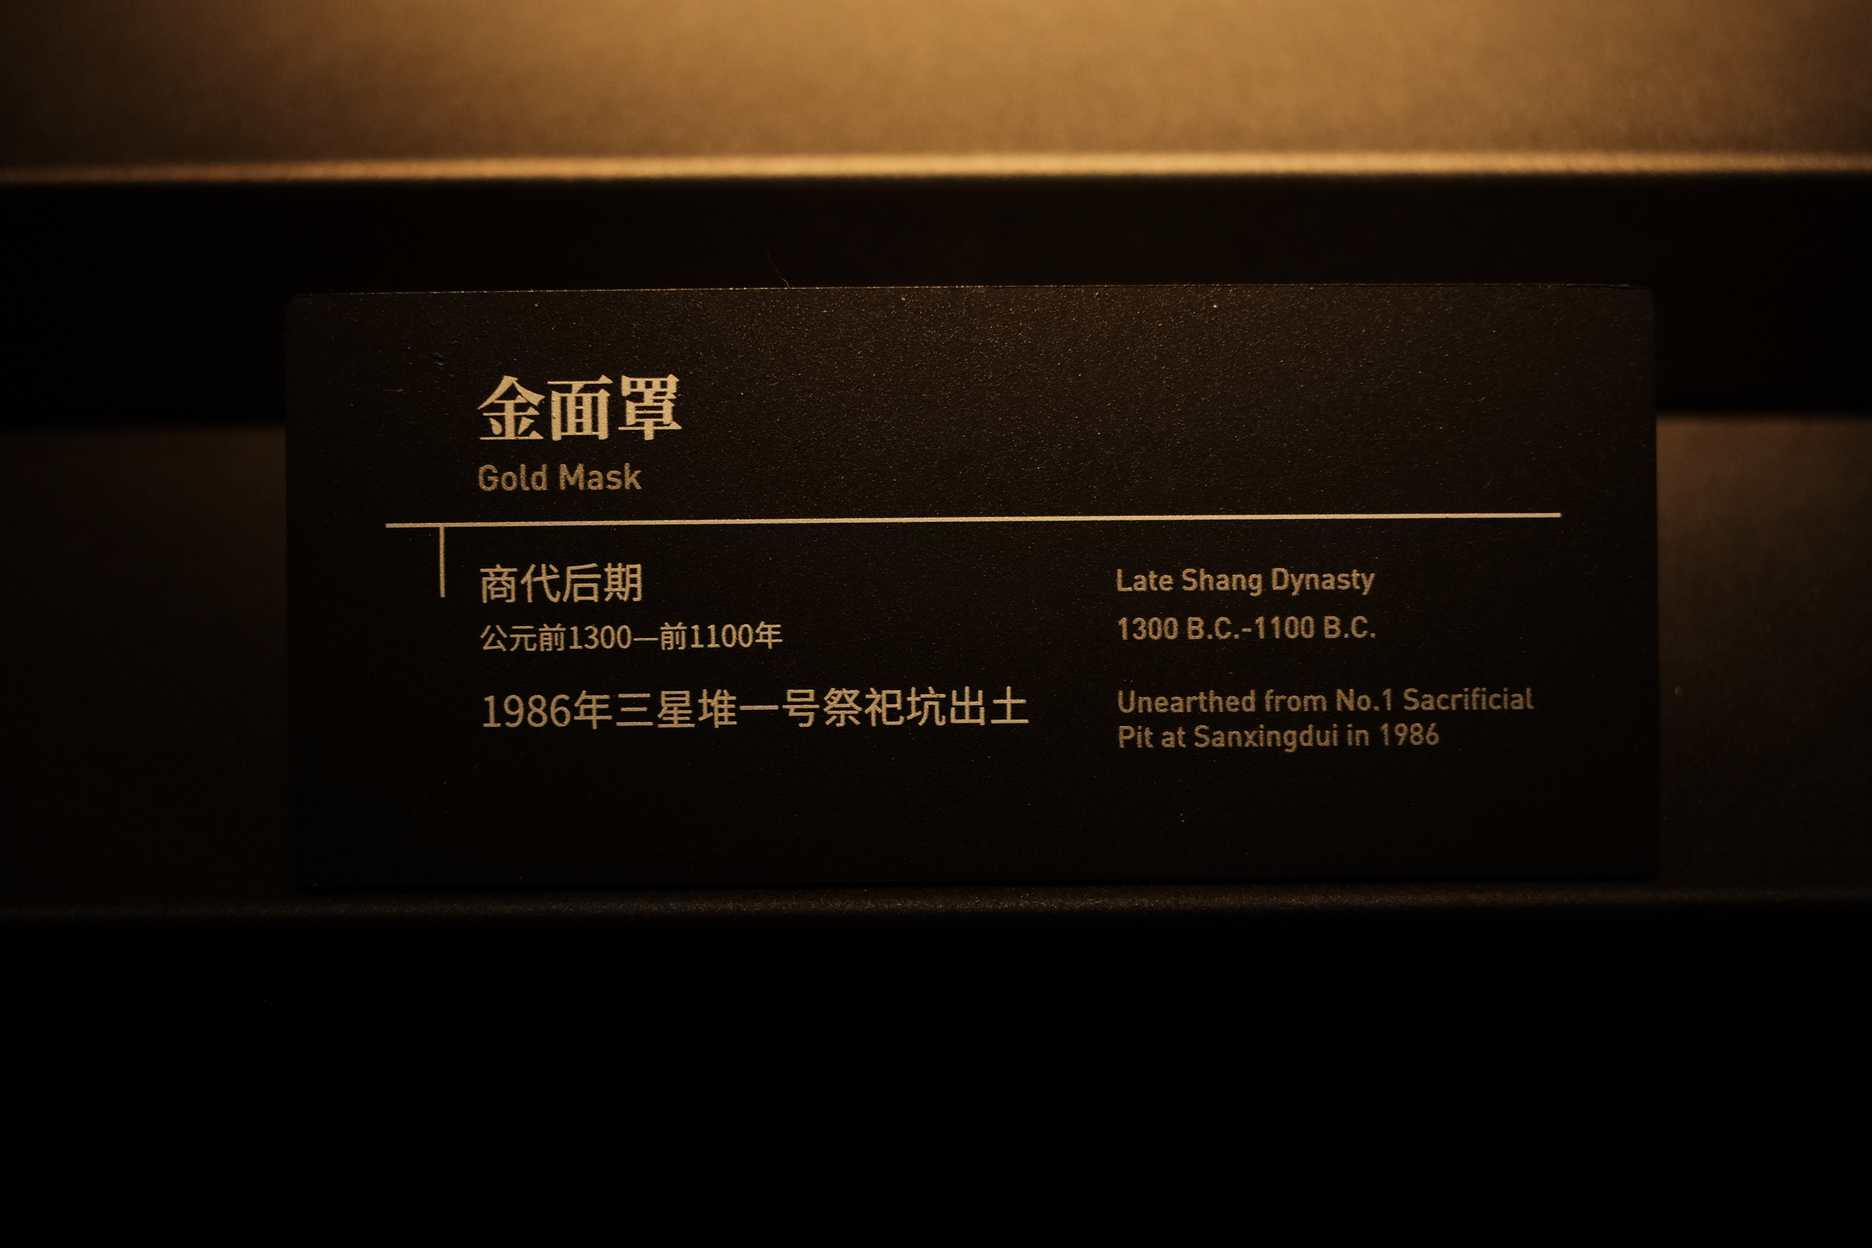 金面罩
Gold Mask
商代后期
公元前1300—前1100年
1986年三星堆一号祭祀坑出土
Late Shang Dynasty
1300 B.C.-1100 B.C.
Unearthed from No.1 Sacrificial
Pit at Sanxingdui in 1986